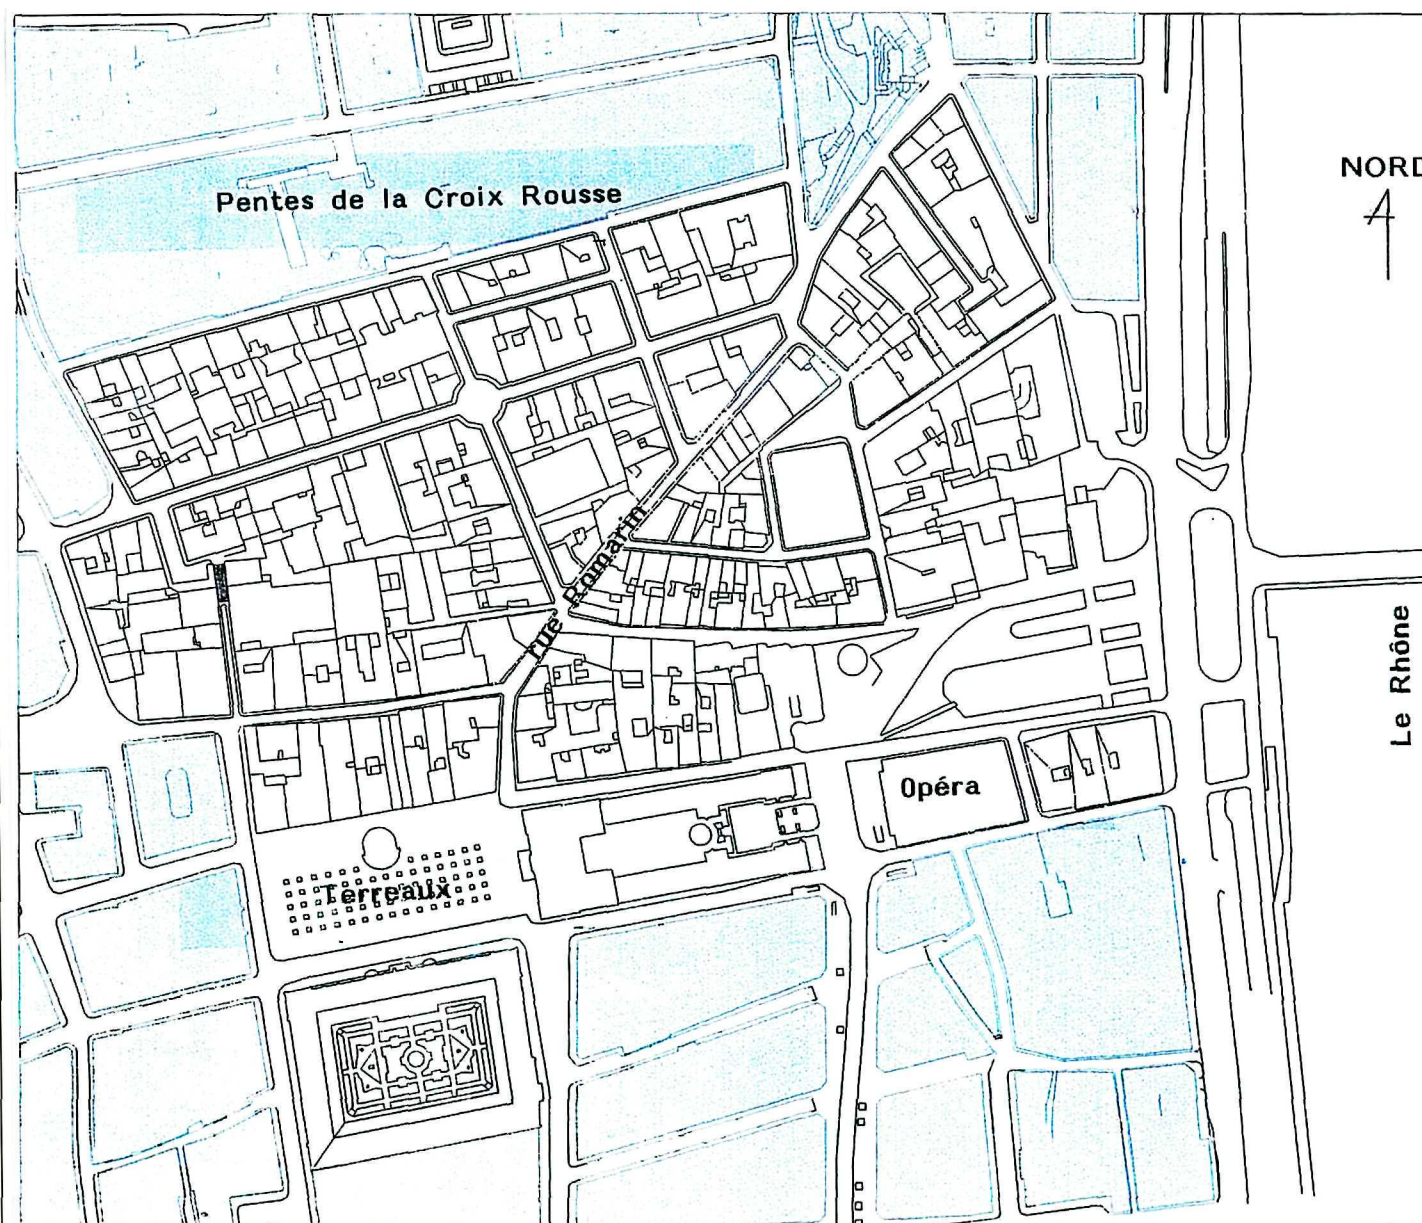 NORD
Pentes de la Croix Rousse
rue Romarin
Le Rhône
Opéra
Terreaux